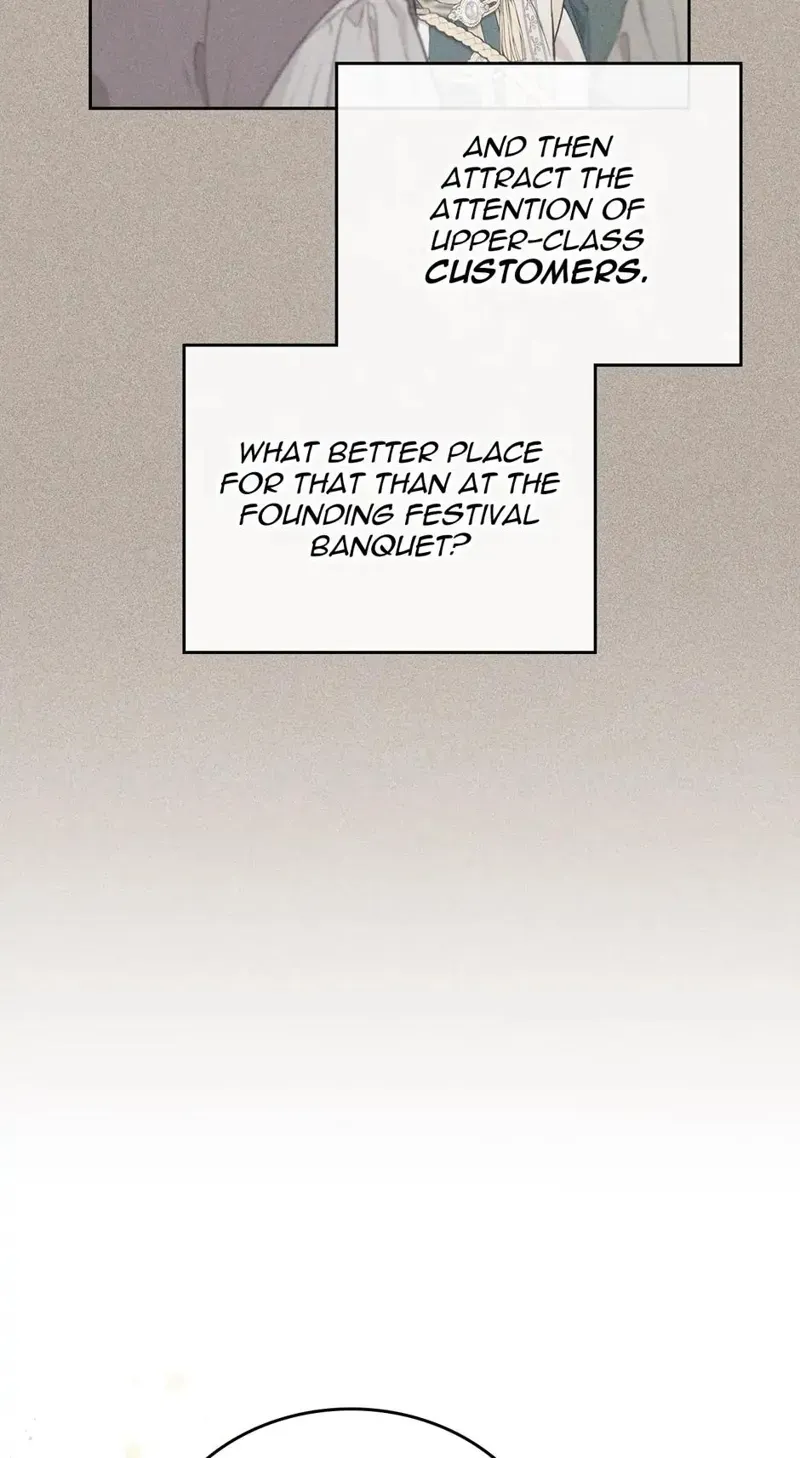 AND THEN
ATTRACT THE
ATTENTION OF
UPPER-CLASS
CUSTOMERS.
WHAT BETTER PLACE
FOR THAT THAN AT THE
FOUNDING FESTIVAL
BANQUET?